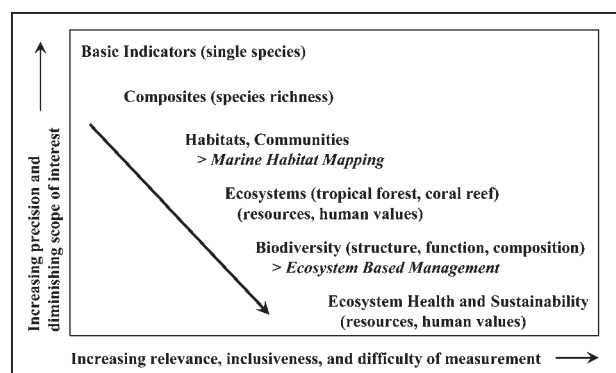 Increasing precision and
diminishing scope of interest
Basic Indicators (single species)
Composites (species richness)
Habitats, Communities
> Marine Habitat Mapping
Ecosystems (tropical forest, coral reef)
(resources, human values)
Biodiversity (structure, function, composition)
> Ecosystem Based Management
Ecosystem Health and Sustainability
(resources, human values)
Increasing relevance, inclusiveness, and difficulty of measurement